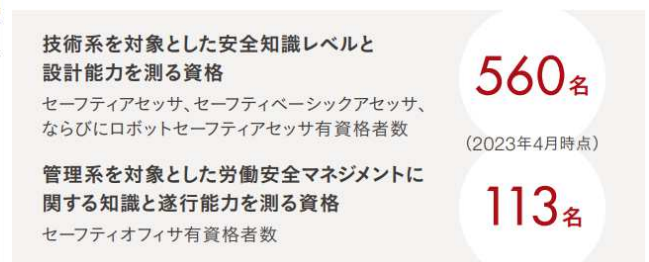 技術系を対象とした安全知識レベルと
設計能力を測る資格
セーフティアセッサ、セーフティベーシックアセッサ、
ならびにロボットセーフティアセッサ有資格者数
560名
(2023年4月時点)
管理系を対象とした労働安全マネジメントに
関する知識と遂行能力を測る資格
セーフティオフィサ有資格者数
113名